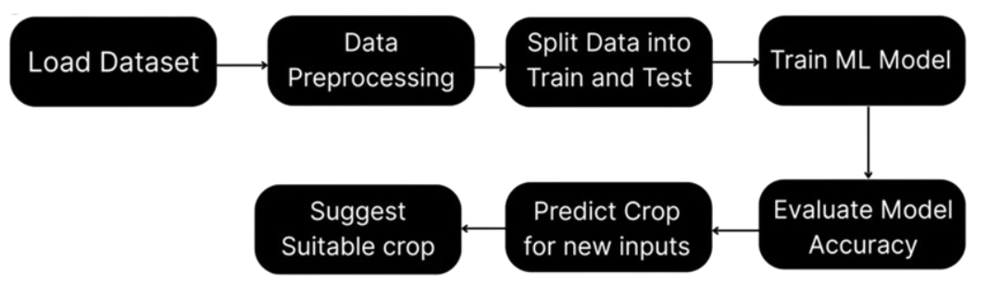 Load Dataset
Data
Preprocessing
Split Data into
Train and Test
Train ML Model
Evaluate Model
Accuracy
Predict Crop
for new inputs
Suggest
Suitable crop